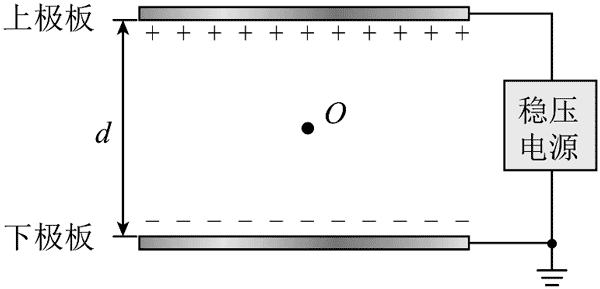 上极板
+ + + + + + + + + +
O
d
稳压
电源
− − − − − − − − − −
下极板